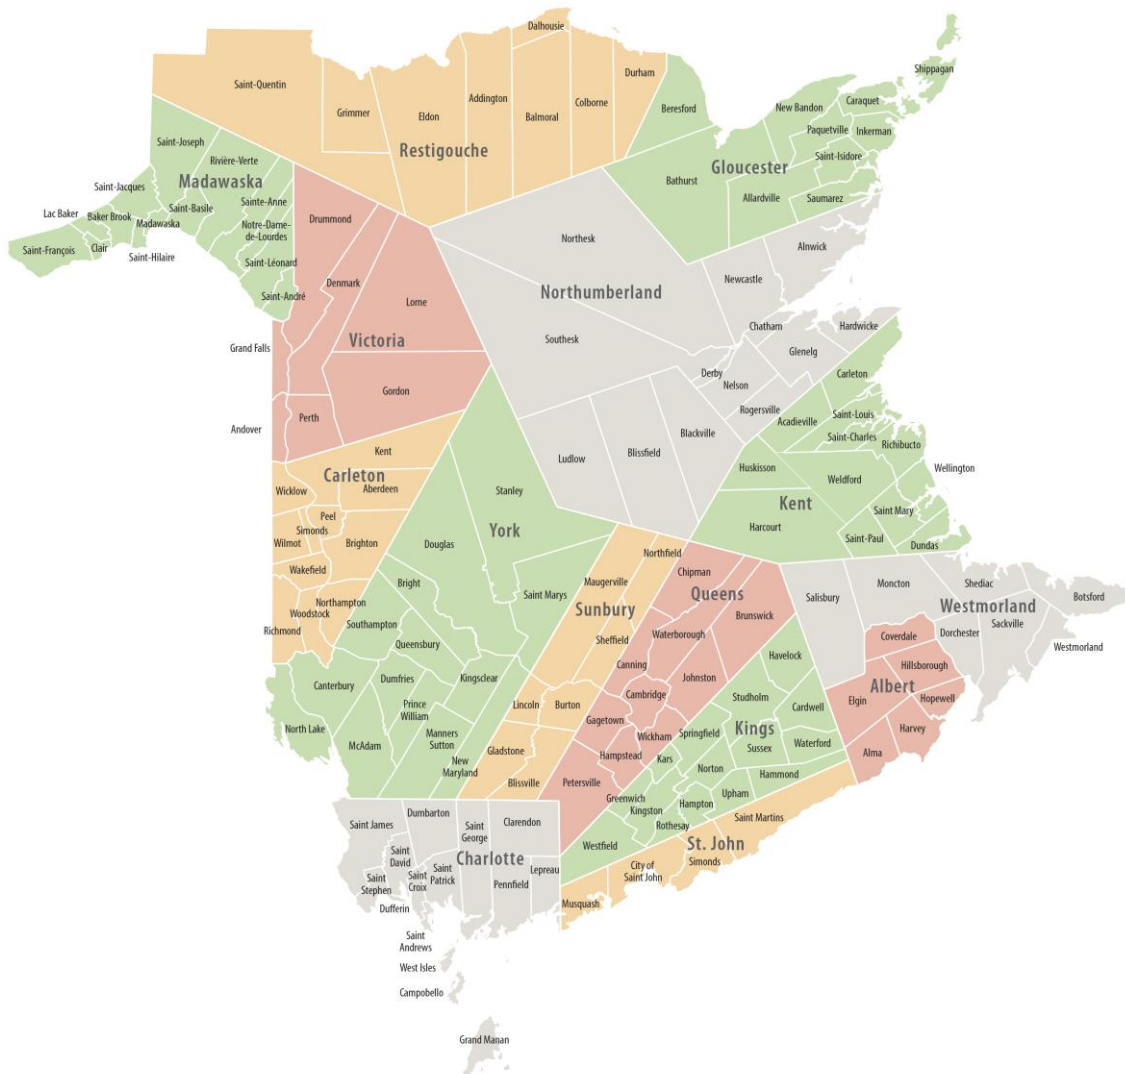 Dalhousie
Saint-Quentin
Grimmer
Eldon
Addington
Balmoral
Colborne
Durham
Restigouche
Beresford
New Bandon
Caraquet
Shippagan
Paquetville
Inkerman
Saint-Isidore
Gloucester
Bathurst
Allardville
Saumarez
Saint-Joseph
Rivière-Verte
Madawaska
Saint-Jacques
Sainte-Anne
Lac Baker
Baker Brook
Madawaska
Saint-Basile
Notre-Dame-
de-Lourdes
Saint-François
Clair
Saint-Hilaire
Saint-Léonard
Saint-André
Drummond
Denmark
Lorne
Victoria
Grand Falls
Gordon
Perth
Andover
Northesk
Alnwick
Newcastle
Northumberland
Southesk
Chatham
Hardwicke
Glenelg
Derby
Nelson
Rogersville
Blackville
Blissfield
Ludlow
Carleton
Acadieville
Saint-Louis
Saint-Charles
Richibucto
Wellington
Huskisson
Weldford
Kent
Harcourt
Saint Mary
Saint-Paul
Dundas
Kent
Carleton
Aberdeen
Wicklow
Peel
Simonds
Wilmot
Brighton
Wakefield
Northampton
Woodstock
Richmond
Stanley
York
Douglas
Bright
Saint Marys
Southampton
Queensbury
Kingsclear
Canterbury
Dumfries
Prince
William
North Lake
McAdam
Manners
Sutton
New
Maryland
Northfield
Maugerville
Sunbury
Sheffield
Lincoln
Burton
Gladstone
Blissville
Chipman
Queens
Brunswick
Waterborough
Canning
Johnston
Cambridge
Gagetown
Wickham
Hampstead
Petersville
Havelock
Studholm
Cardwell
Springfield
Kings
Sussex
Waterford
Kars
Norton
Hammond
Greenwich
Kingston
Hampton
Upham
Rothesay
Westfield
Salisbury
Moncton
Shediac
Botsford
Westmorland
Sackville
Dorchester
Westmorland
Coverdale
Hillsborough
Albert
Elgin
Hopewell
Harvey
Alma
Saint Martins
St. John
Simonds
City of
Saint John
Musquash
Dumbarton
Saint James
Saint
George
Clarendon
Saint
David
Charlotte
Lepreau
Saint
Stephen
Saint
Croix
Saint
Patrick
Pennfield
Dufferin
Saint
Andrews
West Isles
Campobello
Grand Manan